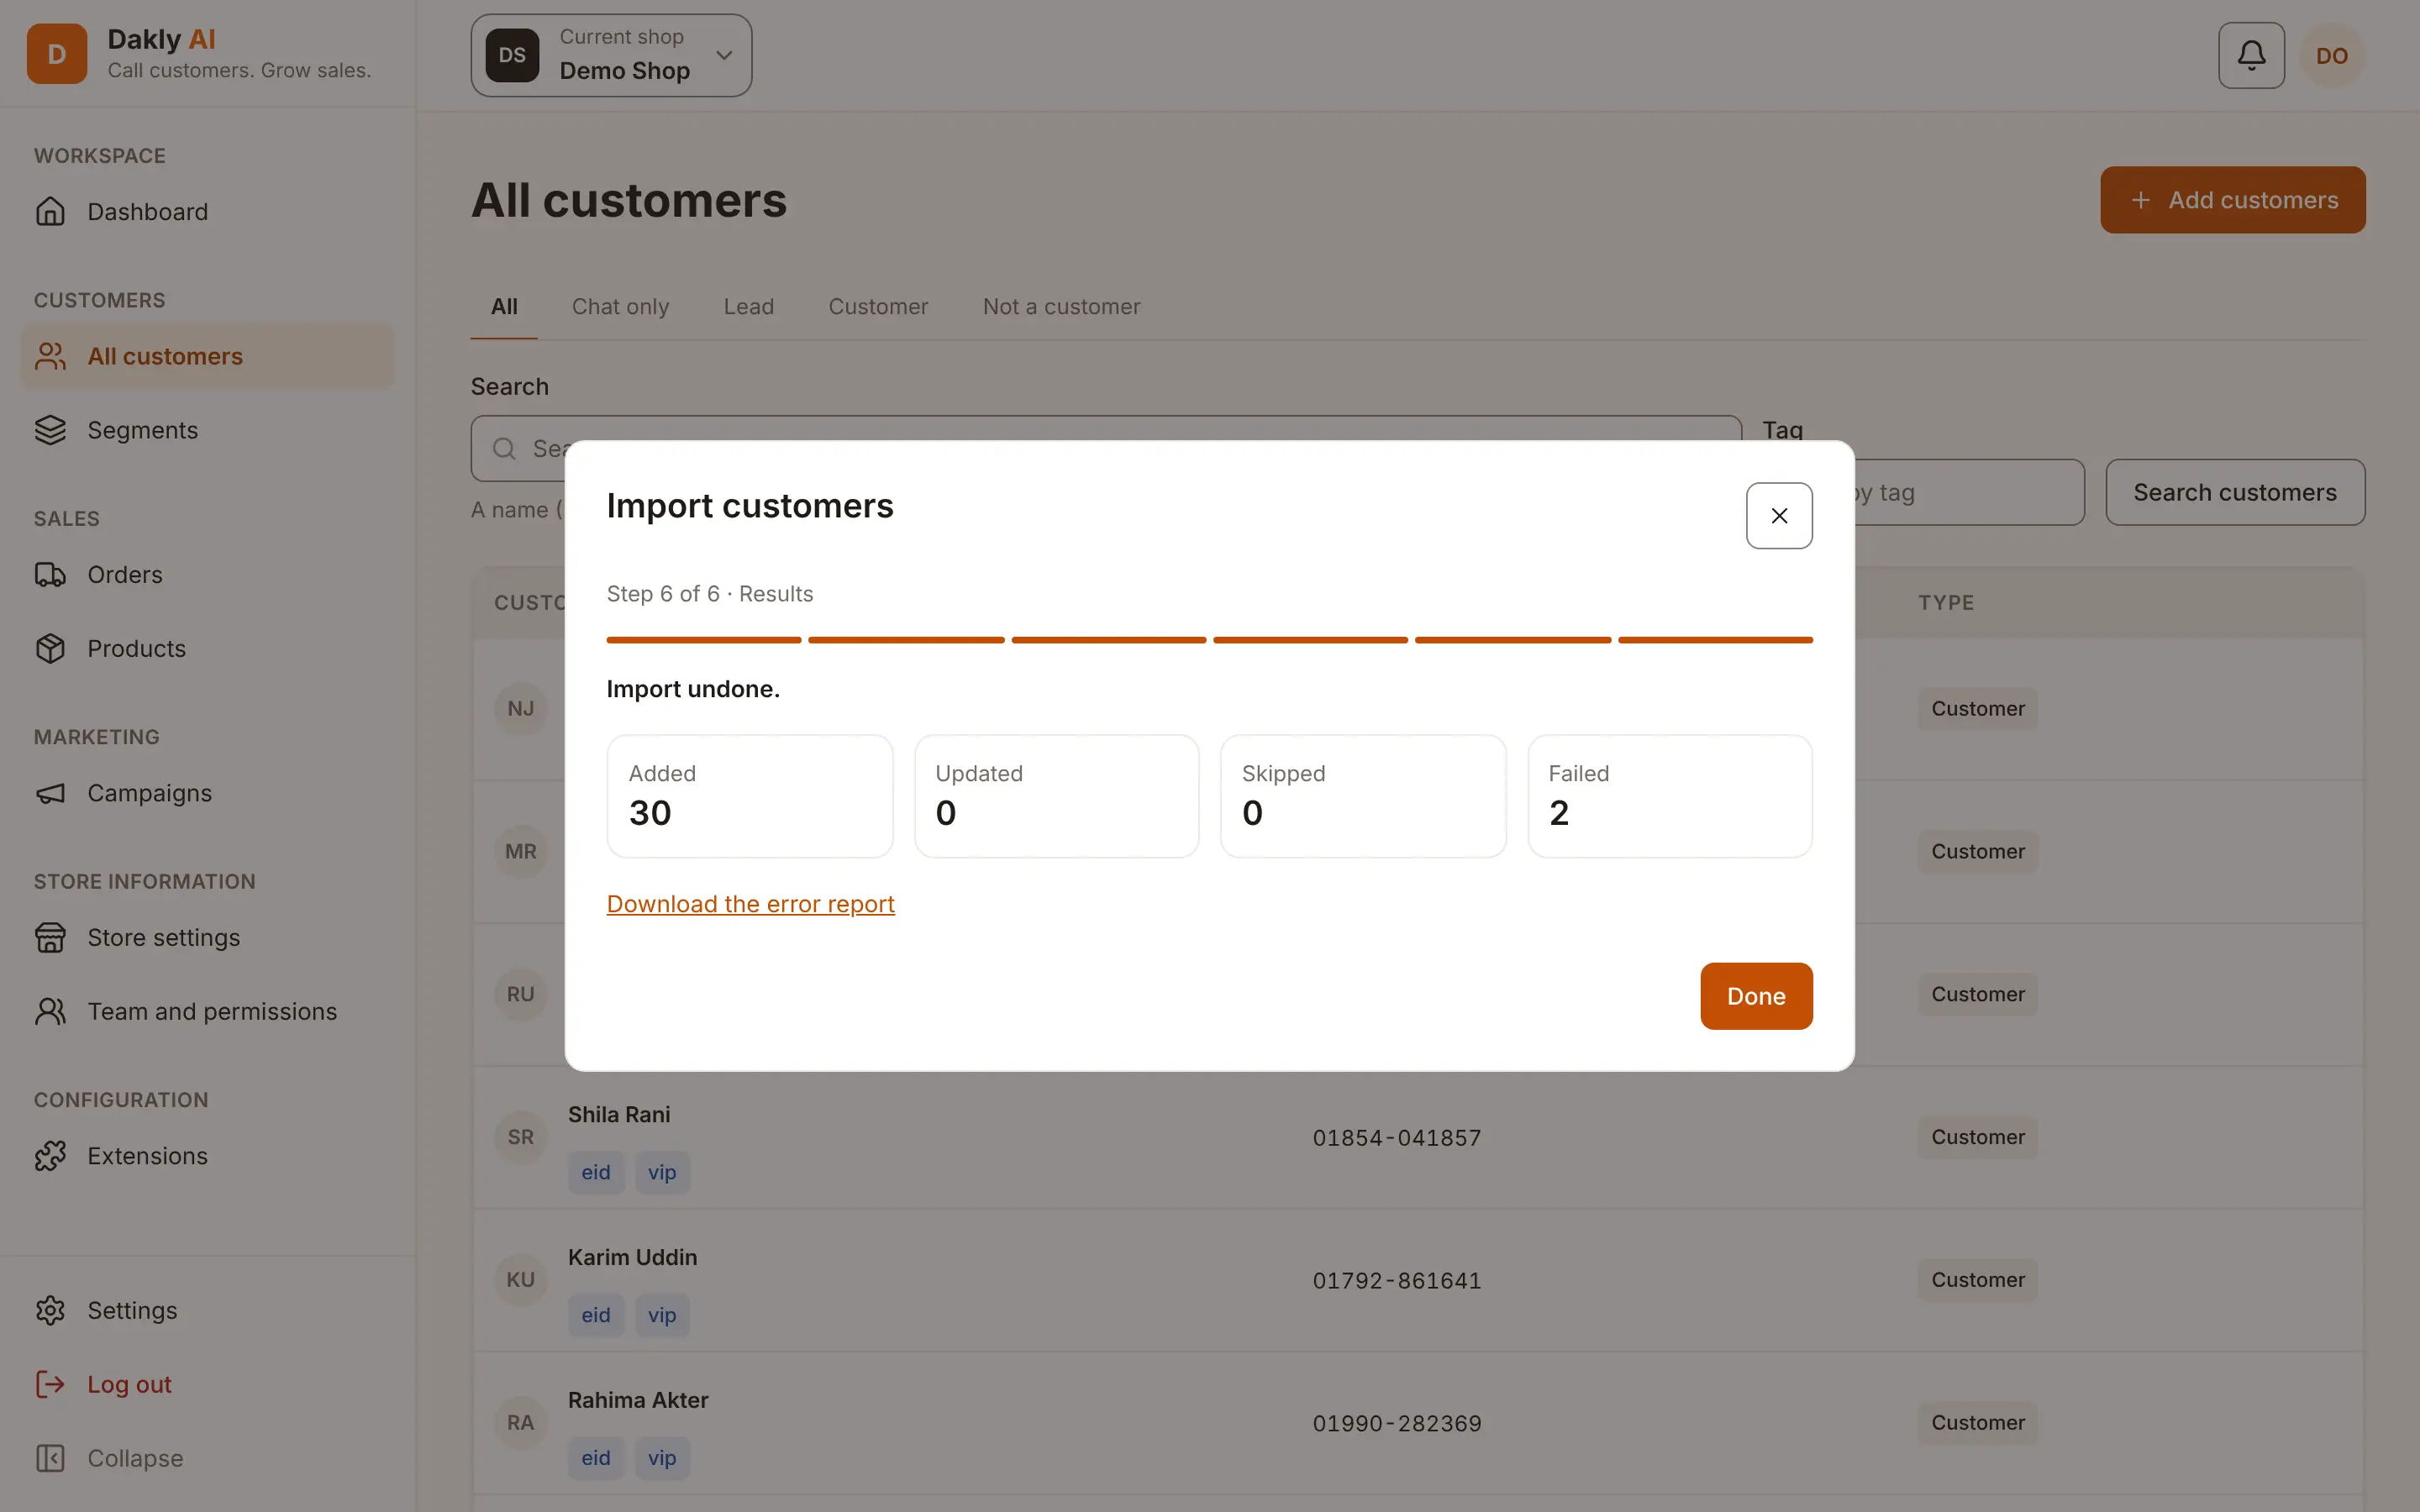 D
Dakly AI
Call customers. Grow sales.
DS
Current shop
Demo Shop
DO
WORKSPACE
Dashboard
CUSTOMERS
All customers
Segments
SALES
Orders
Products
MARKETING
Campaigns
STORE INFORMATION
Store settings
Team and permissions
CONFIGURATION
Extensions
Settings
Log out
Collapse
All customers
+ Add customers
All
Chat only
Lead
Customer
Not a customer
Search
Tag
by tag
Search customers
A name (
TYPE
NJ
Customer
MR
Customer
RU
Customer
Import customers
Step 6 of 6 · Results
Import undone.
Added
30
Updated
0
Skipped
0
Failed
2
Download the error report
Done
SR
Shila Rani
eid vip
01854-041857
Customer
KU
Karim Uddin
eid vip
01792-861641
Customer
RA
Rahima Akter
eid vip
01990-282369
Customer